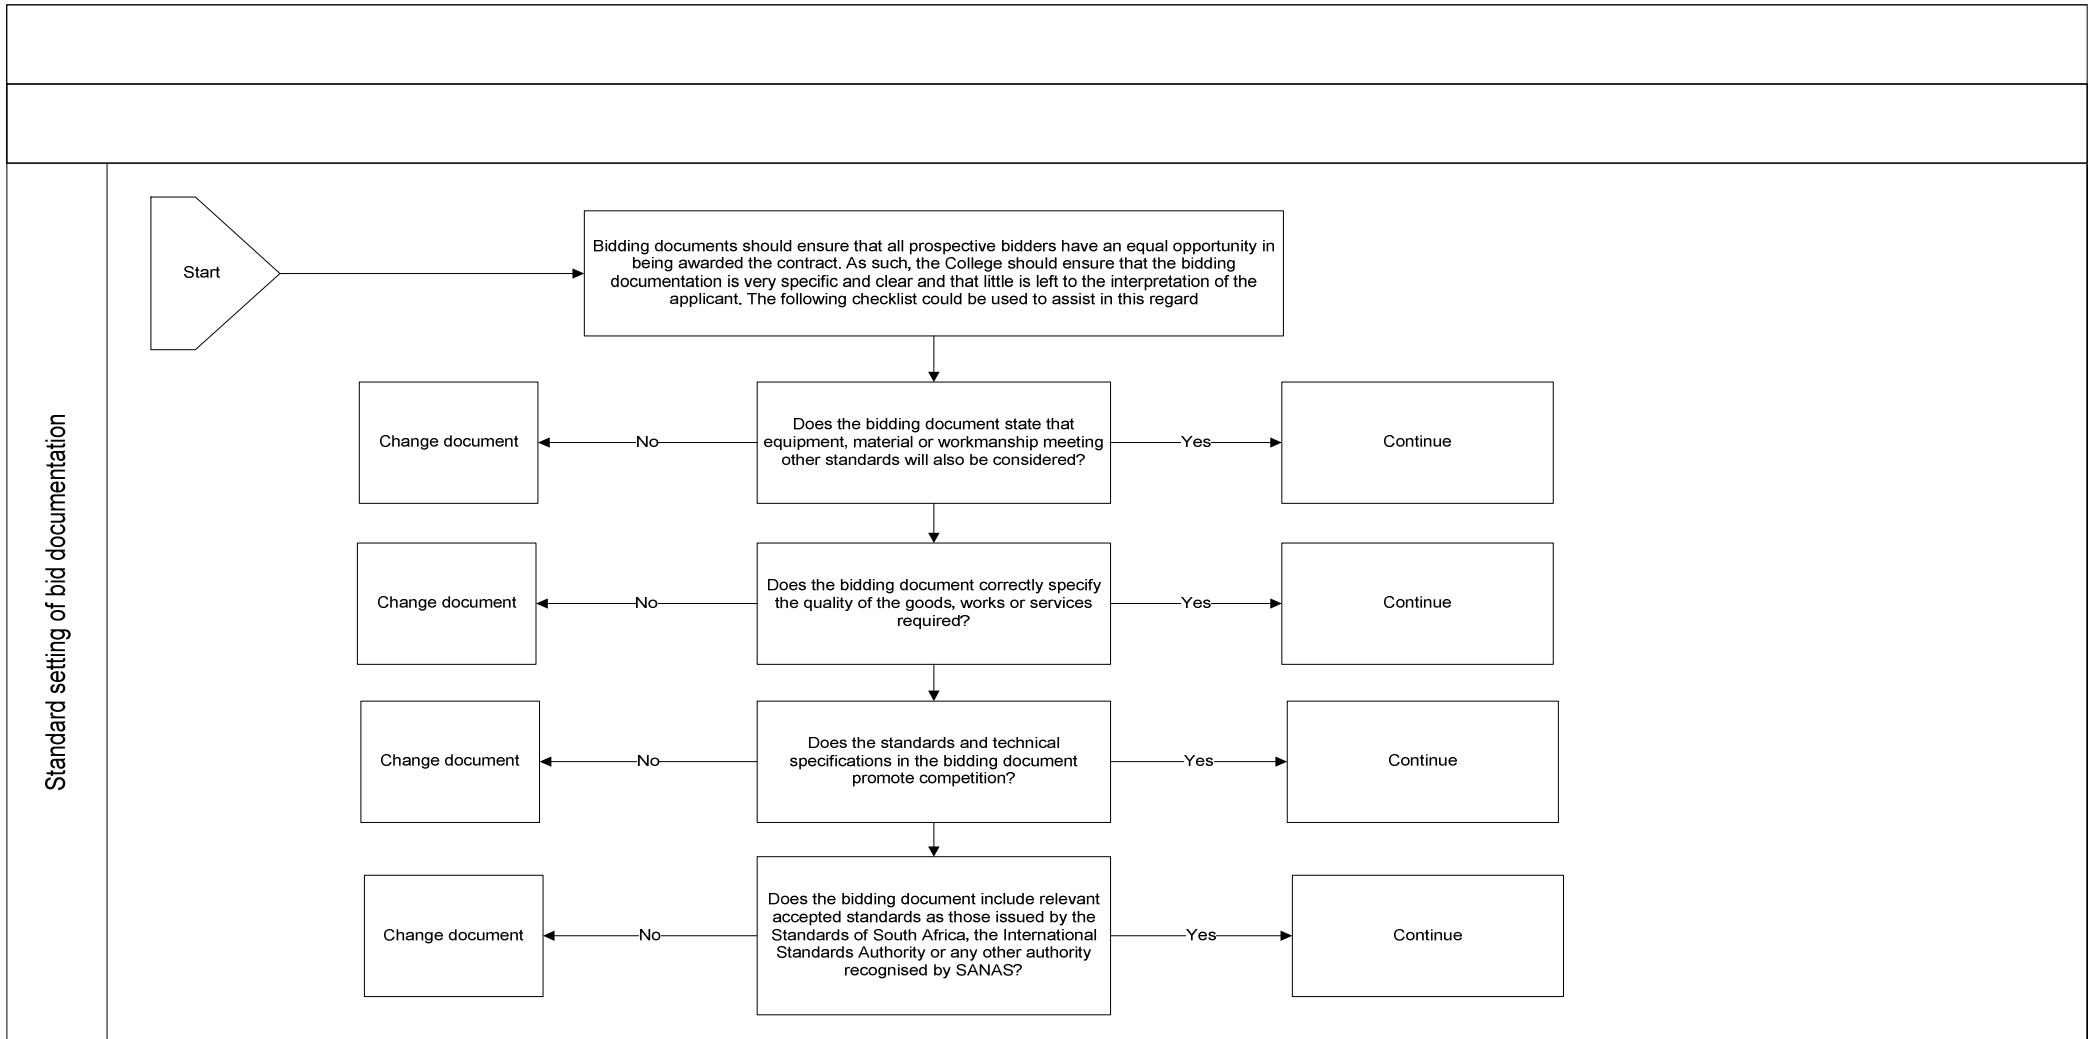 Standard setting of bid documentation
Start
Bidding documents should ensure that all prospective bidders have an equal opportunity in
being awarded the contract. As such, the College should ensure that the bidding
documentation is very specific and clear and that little is left to the interpretation of the
applicant. The following checklist could be used to assist in this regard
Change document
No
Does the bidding document state that
equipment, material or workmanship meeting
other standards will also be considered?
Yes
Continue
Change document
No
Does the bidding document correctly specify
the quality of the goods, works or services
required?
Yes
Continue
Change document
No
Does the standards and technical
specifications in the bidding document
promote competition?
Yes
Continue
Change document
No
Does the bidding document include relevant
accepted standards as those issued by the
Standards of South Africa, the International
Standards Authority or any other authority
recognised by SANAS?
Yes
Continue